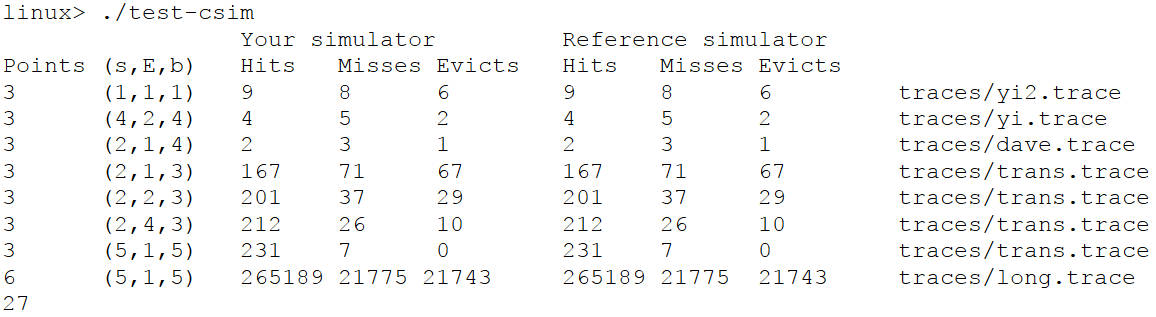 linux> ./test-csim
Your simulator Reference simulator
Points (s,E,b) Hits Misses Evicts Hits Misses Evicts
3 (1,1,1) 9 8 6 9 8 6 traces/yi2.trace
3 (4,2,4) 4 5 2 4 5 2 traces/yi.trace
3 (2,1,4) 2 3 1 2 3 1 traces/dave.trace
3 (2,1,3) 167 71 67 167 71 67 traces/trans.trace
3 (2,2,3) 201 37 29 201 37 29 traces/trans.trace
3 (2,4,3) 212 26 10 212 26 10 traces/trans.trace
3 (5,1,5) 231 7 0 231 7 0 traces/trans.trace
6 (5,1,5) 265189 21775 21743 265189 21775 21743 traces/long.trace
27